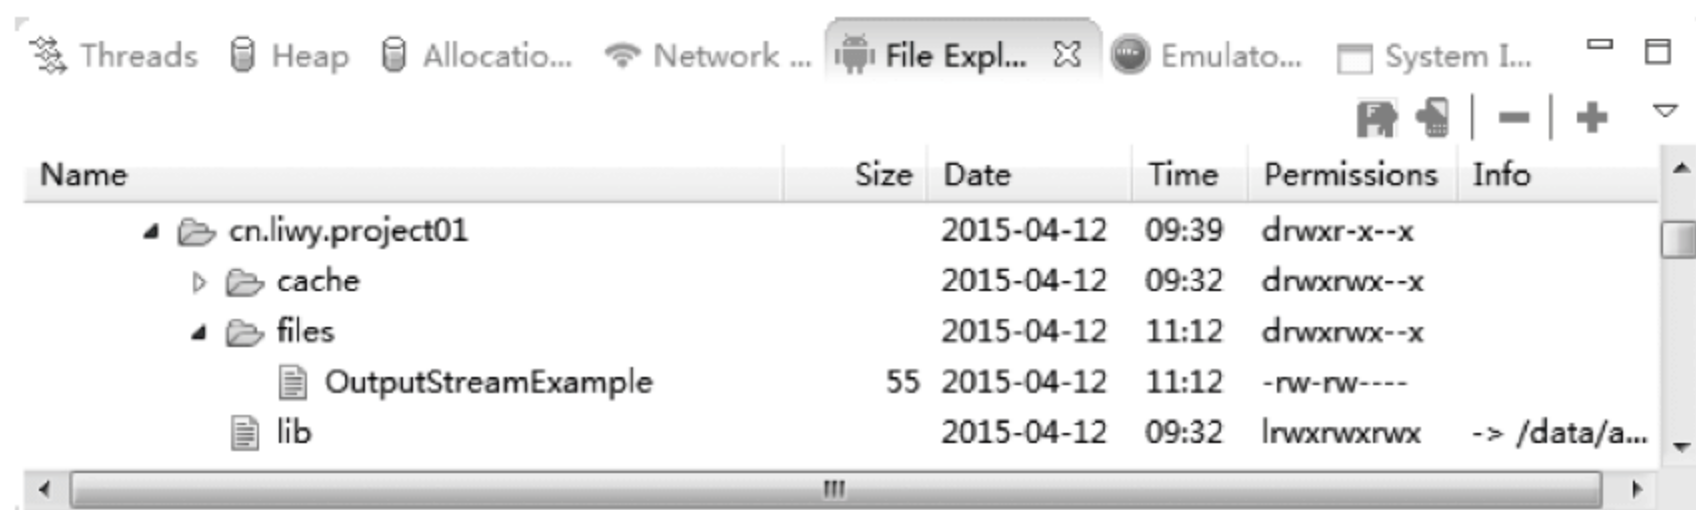 Threads Heap Allocatio... Network ... File Expl... Emulato... System I...
Name Size Date Time Permissions Info
cn.liwy.project01 2015-04-12 09:39 drwxr-x--x
cache 2015-04-12 09:32 drwxrwx--x
files 2015-04-12 11:12 drwxrwx--x
OutputStreamExample 55 2015-04-12 11:12 -rw-rw----
lib 2015-04-12 09:32 lrwxrwxrwx -> /data/a...